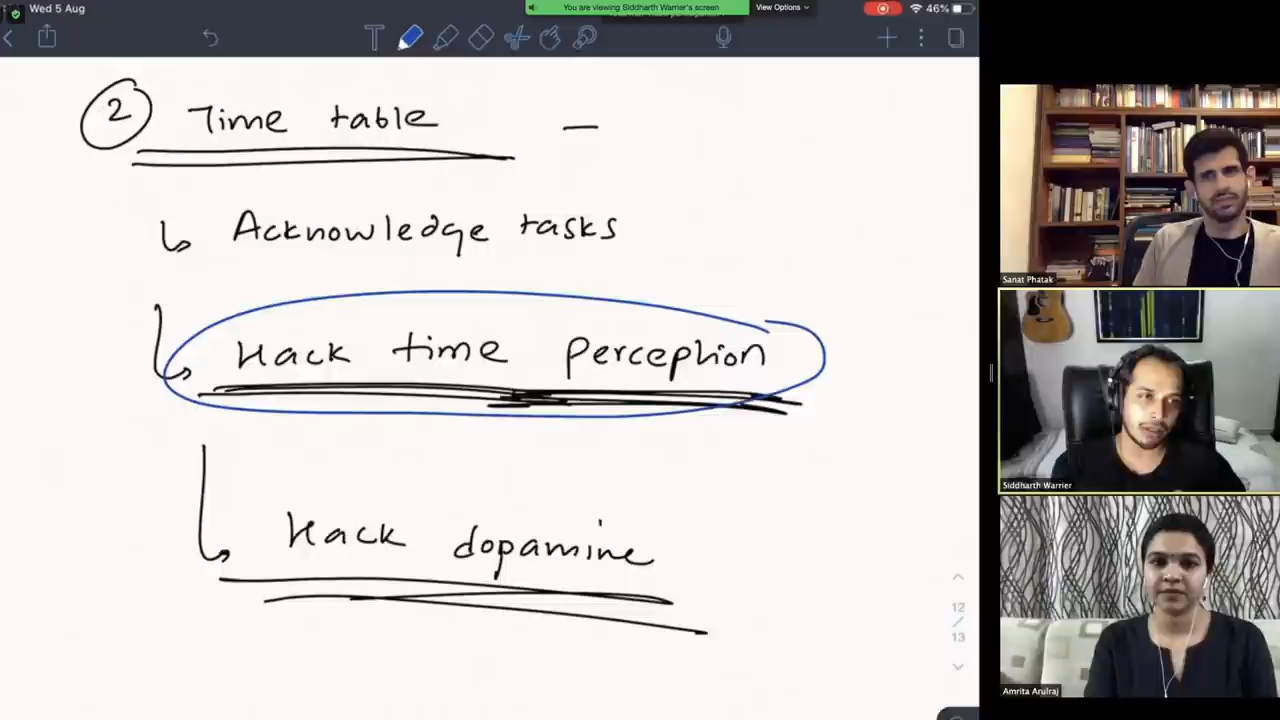 Wed 5 Aug
You are viewing Siddharth Warrier's screen
View Options
46%
2 Time table —
Acknowledge tasks
Hack time perception
Hack dopamine
12
/
13
Sanat Phatak
Siddharth Warrier
Amrita Arulraj